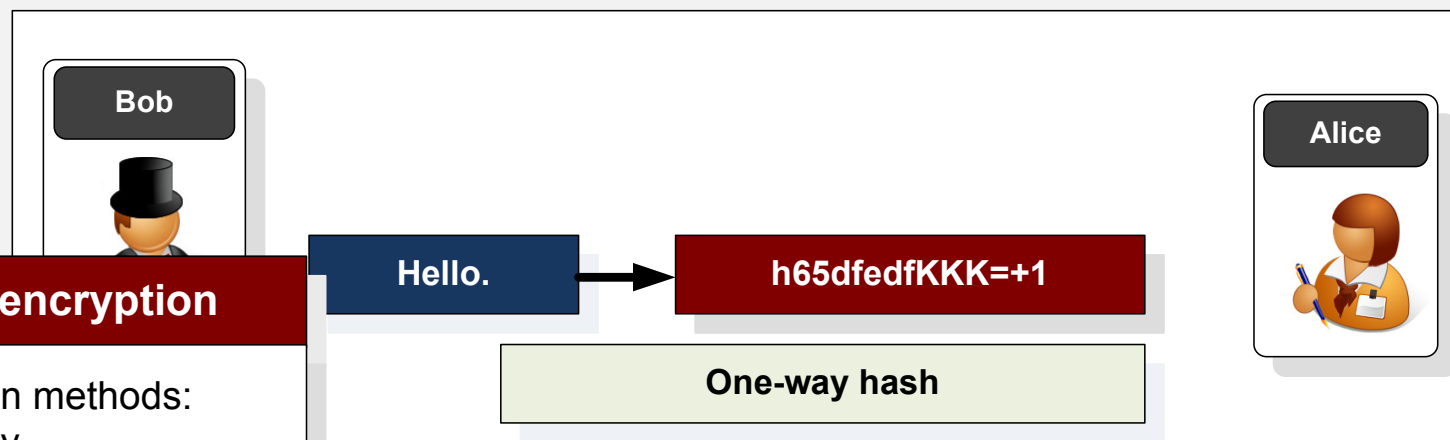 Bob
Alice
Hello.
h65dfedfKKK=+1
encryption
One-way hash
n methods: